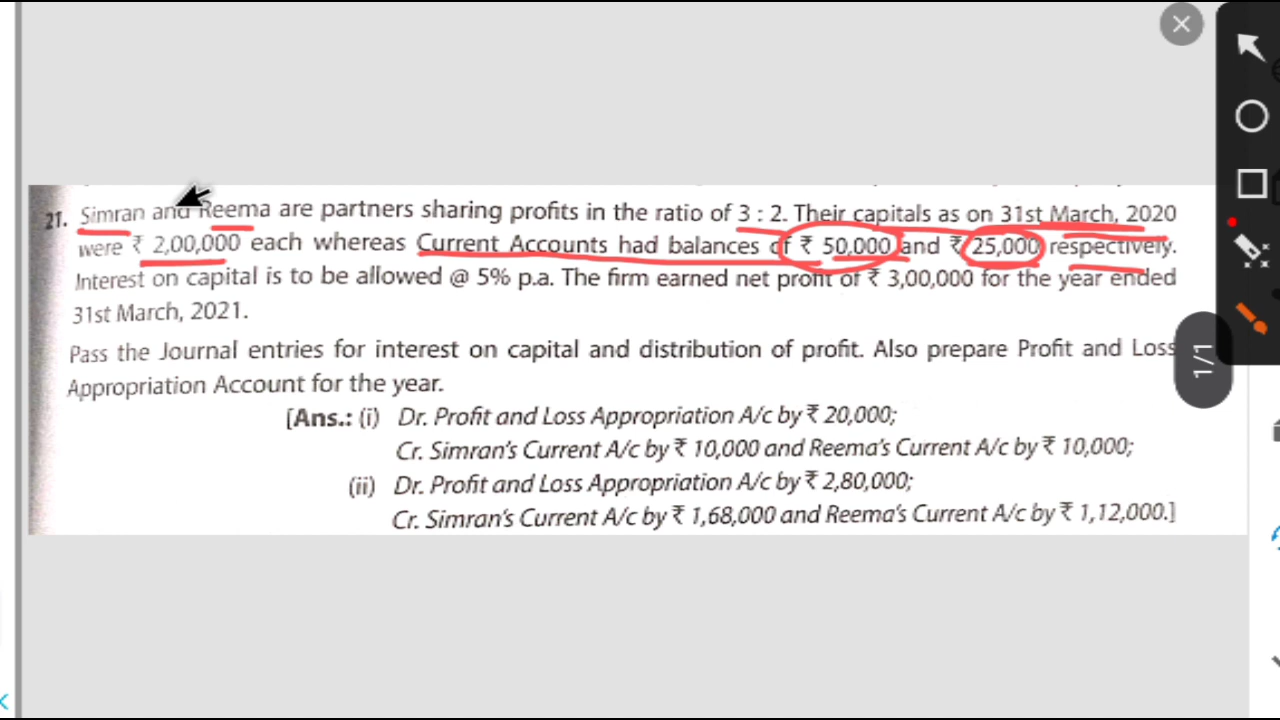 21. Simran and Reema are partners sharing profits in the ratio of 3 : 2. Their capitals as on 31st March, 2020
were ₹ 2,00,000 each whereas Current Accounts had balances of ₹ 50,000 and ₹ 25,000 respectively.
Interest on capital is to be allowed @ 5% p.a. The firm earned net profit of ₹ 3,00,000 for the year ended
31st March, 2021.
Pass the Journal entries for interest on capital and distribution of profit. Also prepare Profit and Loss
Appropriation Account for the year.
[Ans.: (i) Dr. Profit and Loss Appropriation A/c by ₹ 20,000;
Cr. Simran's Current A/c by ₹ 10,000 and Reema's Current A/c by ₹ 10,000;
(ii) Dr. Profit and Loss Appropriation A/c by ₹ 2,80,000;
Cr. Simran's Current A/c by ₹ 1,68,000 and Reema's Current A/c by ₹ 1,12,000.]
1/1